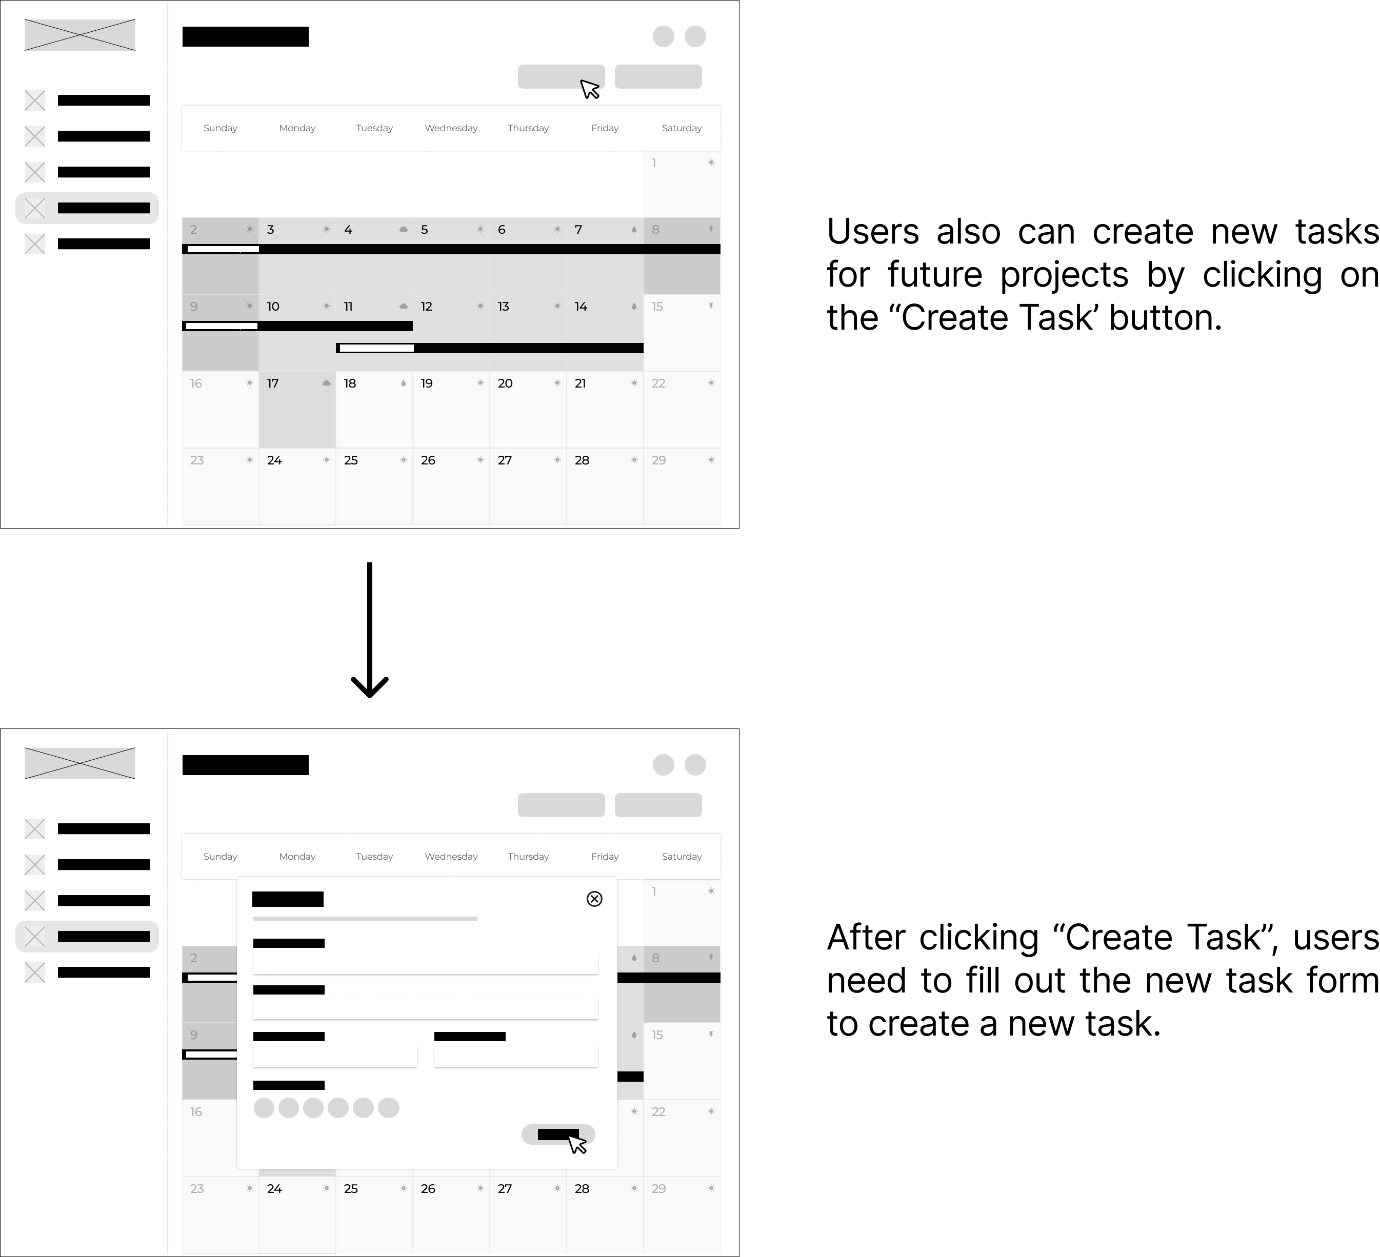 Sunday Monday Tuesday Wednesday Thursday Friday Saturday
1
2 3 4 5 6 7 8
9 10 11 12 13 14 15
16 17 18 19 20 21 22
23 24 25 26 27 28 29
Users also can create new tasks
for future projects by clicking on
the “Create Task’ button.
Sunday Monday Tuesday Wednesday Thursday Friday Saturday
1
2 8
9 15
16 22
23 24 25 26 27 28 29
After clicking “Create Task”, users
need to fill out the new task form
to create a new task.